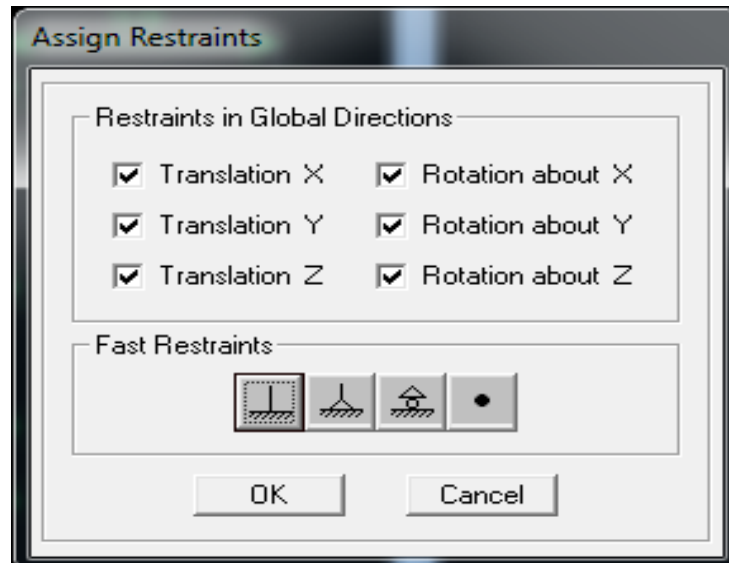 Assign Restraints
Restraints in Global Directions
Translation X Rotation about X
Translation Y Rotation about Y
Translation Z Rotation about Z
Fast Restraints
OK Cancel